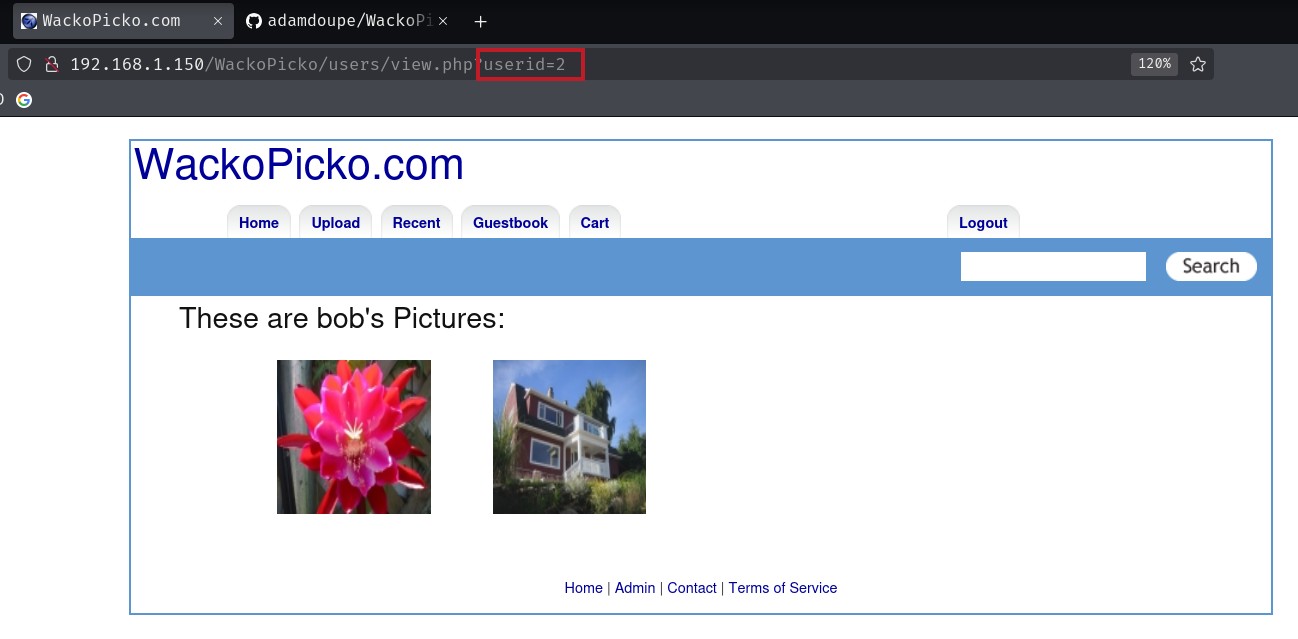 WackoPicko.com × adamdoupe/WackoPi × +
192.168.1.150/WackoPicko/users/view.php?userid=2 120%
WackoPicko.com
Home Upload Recent Guestbook Cart Logout
Search
These are bob's Pictures:
Home | Admin | Contact | Terms of Service